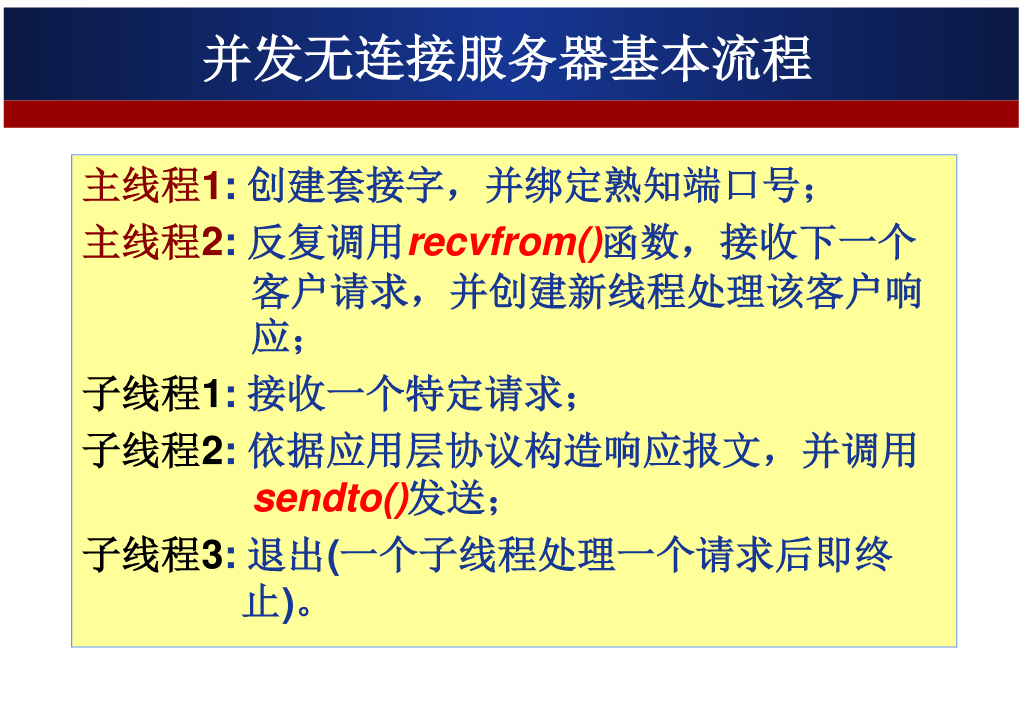 并发无连接服务器基本流程
主线程1: 创建套接字，并绑定熟知端口号；
主线程2: 反复调用recvfrom()函数，接收下一个
客户请求，并创建新线程处理该客户响
应；
子线程1: 接收一个特定请求；
子线程2: 依据应用层协议构造响应报文，并调用
sendto()发送；
子线程3: 退出(一个子线程处理一个请求后即终
止)。